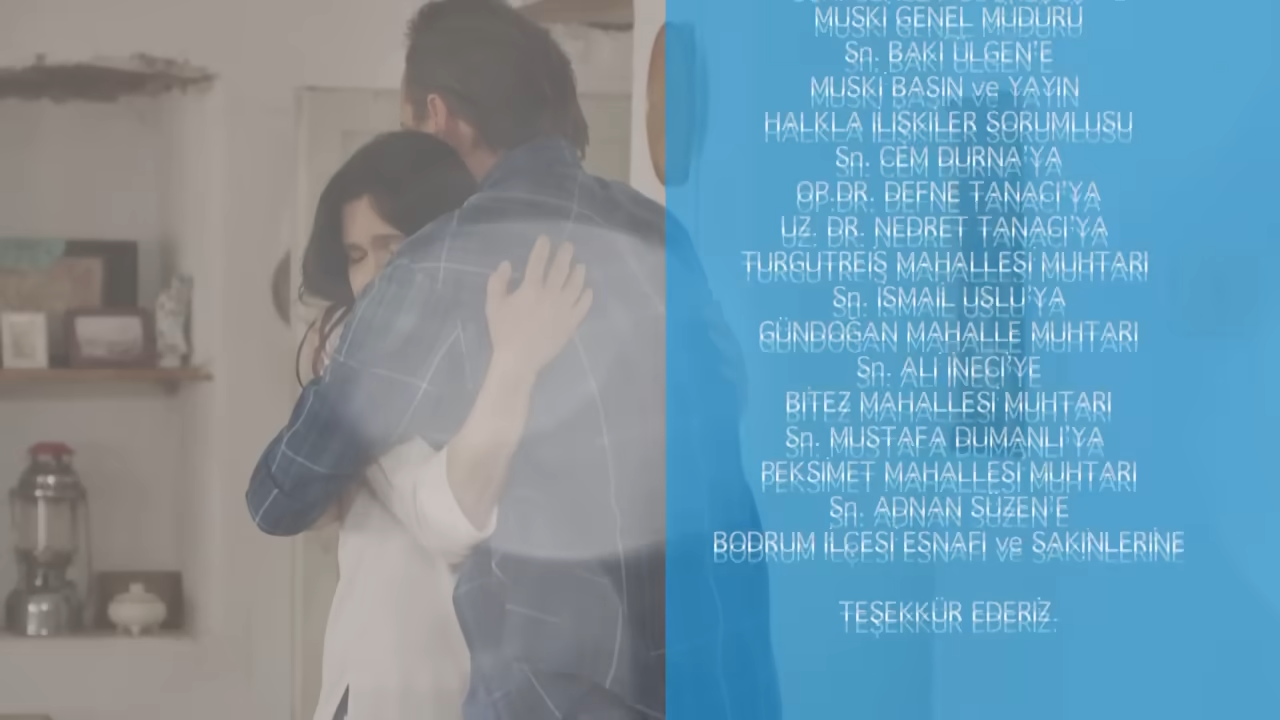 MUSKİ GENEL MÜDÜRÜ
Sn. BAKİ ÜLGEN'E
MUSKİ BASIN ve YAYIN
HALKLA İLİŞKİLER SORUMLUSU
Sn. CEM DURNA'YA
OP.DR. DEFNE TANACI'YA
UZ. DR. NEDRET TANACI'YA
TURGUTREİS MAHALLESİ MUHTARI
Sn. İSMAİL USLU'YA
GÜNDOĞAN MAHALLE MUHTARI
Sn. ALİ İNECİ'YE
BİTEZ MAHALLESİ MUHTARI
Sn. MUSTAFA DUMANLI'YA
PEKSİMET MAHALLESİ MUHTARI
Sn. ADNAN SÜZEN'E
BODRUM İLÇESİ ESNAFI ve SAKİNLERİNE
TEŞEKKÜR EDERİZ.